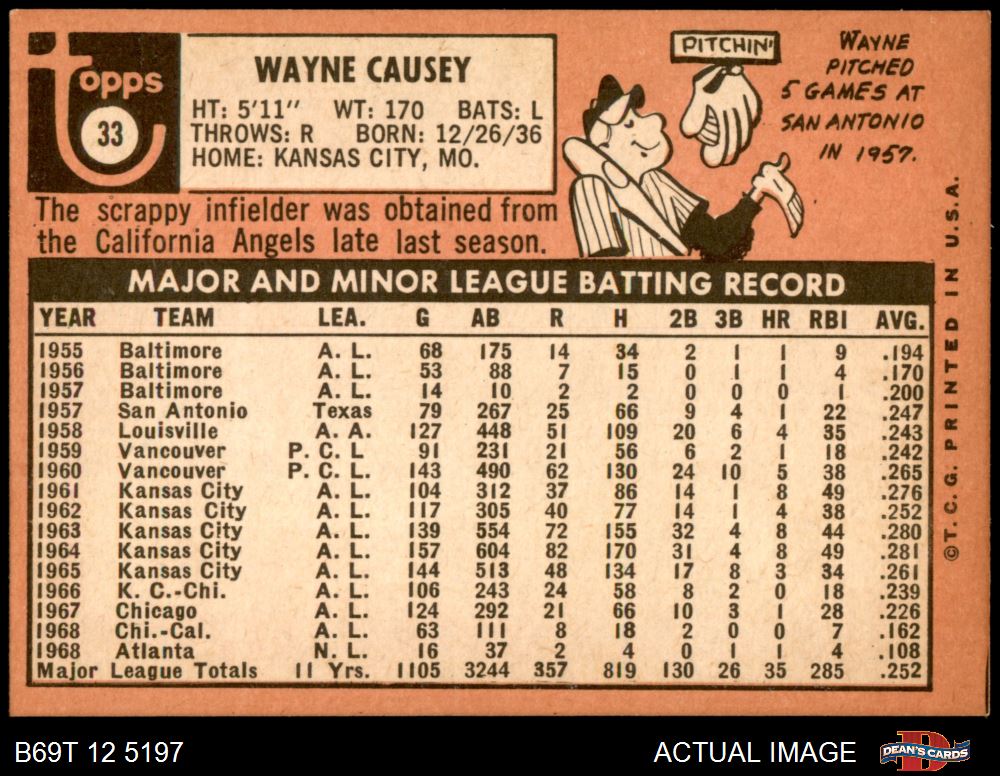 Topps
33
WAYNE CAUSEY
HT: 5'11" WT: 170 BATS: L
THROWS: R BORN: 12/26/36
HOME: KANSAS CITY, MO.
The scrappy infielder was obtained from
the California Angels late last season.
PITCHIN'
WAYNE
PITCHED
5 GAMES AT
SAN ANTONIO
IN 1957.
MAJOR AND MINOR LEAGUE BATTING RECORD
YEAR TEAM LEA. G AB R H 2B 3B HR RBI AVG.
1955 Baltimore A. L. 68 175 14 34 2 1 1 9 .194
1956 Baltimore A. L. 53 88 7 15 0 1 1 4 .170
1957 Baltimore A. L. 14 10 2 2 0 0 0 1 .200
1957 San Antonio Texas 79 267 25 66 9 4 1 22 .247
1958 Louisville A. A. 127 448 51 109 20 6 4 35 .243
1959 Vancouver P. C. L 91 231 21 56 6 2 1 18 .242
1960 Vancouver P. C. L. 143 490 62 130 24 10 5 38 .265
1961 Kansas City A. L. 104 312 37 86 14 1 8 49 .276
1962 Kansas City A. L. 117 305 40 77 14 1 4 38 .252
1963 Kansas City A. L. 139 554 72 155 32 4 8 44 .280
1964 Kansas City A. L. 157 604 82 170 31 4 8 49 .281
1965 Kansas City A. L. 144 513 48 134 17 8 3 34 .261
1966 K. C.-Chi. A. L. 106 243 24 58 8 2 0 18 .239
1967 Chicago A. L. 124 292 21 66 10 3 1 28 .226
1968 Chi.-Cal. A. L. 63 111 8 18 2 0 0 7 .162
1968 Atlanta N. L. 16 37 2 4 0 1 1 4 .108
Major League Totals 11 Yrs. 1105 3244 357 819 130 26 35 285 .252
©T. C. G. PRINTED IN U.S.A.
B69T 12 5197
ACTUAL IMAGE
D
DEAN'S CARDS